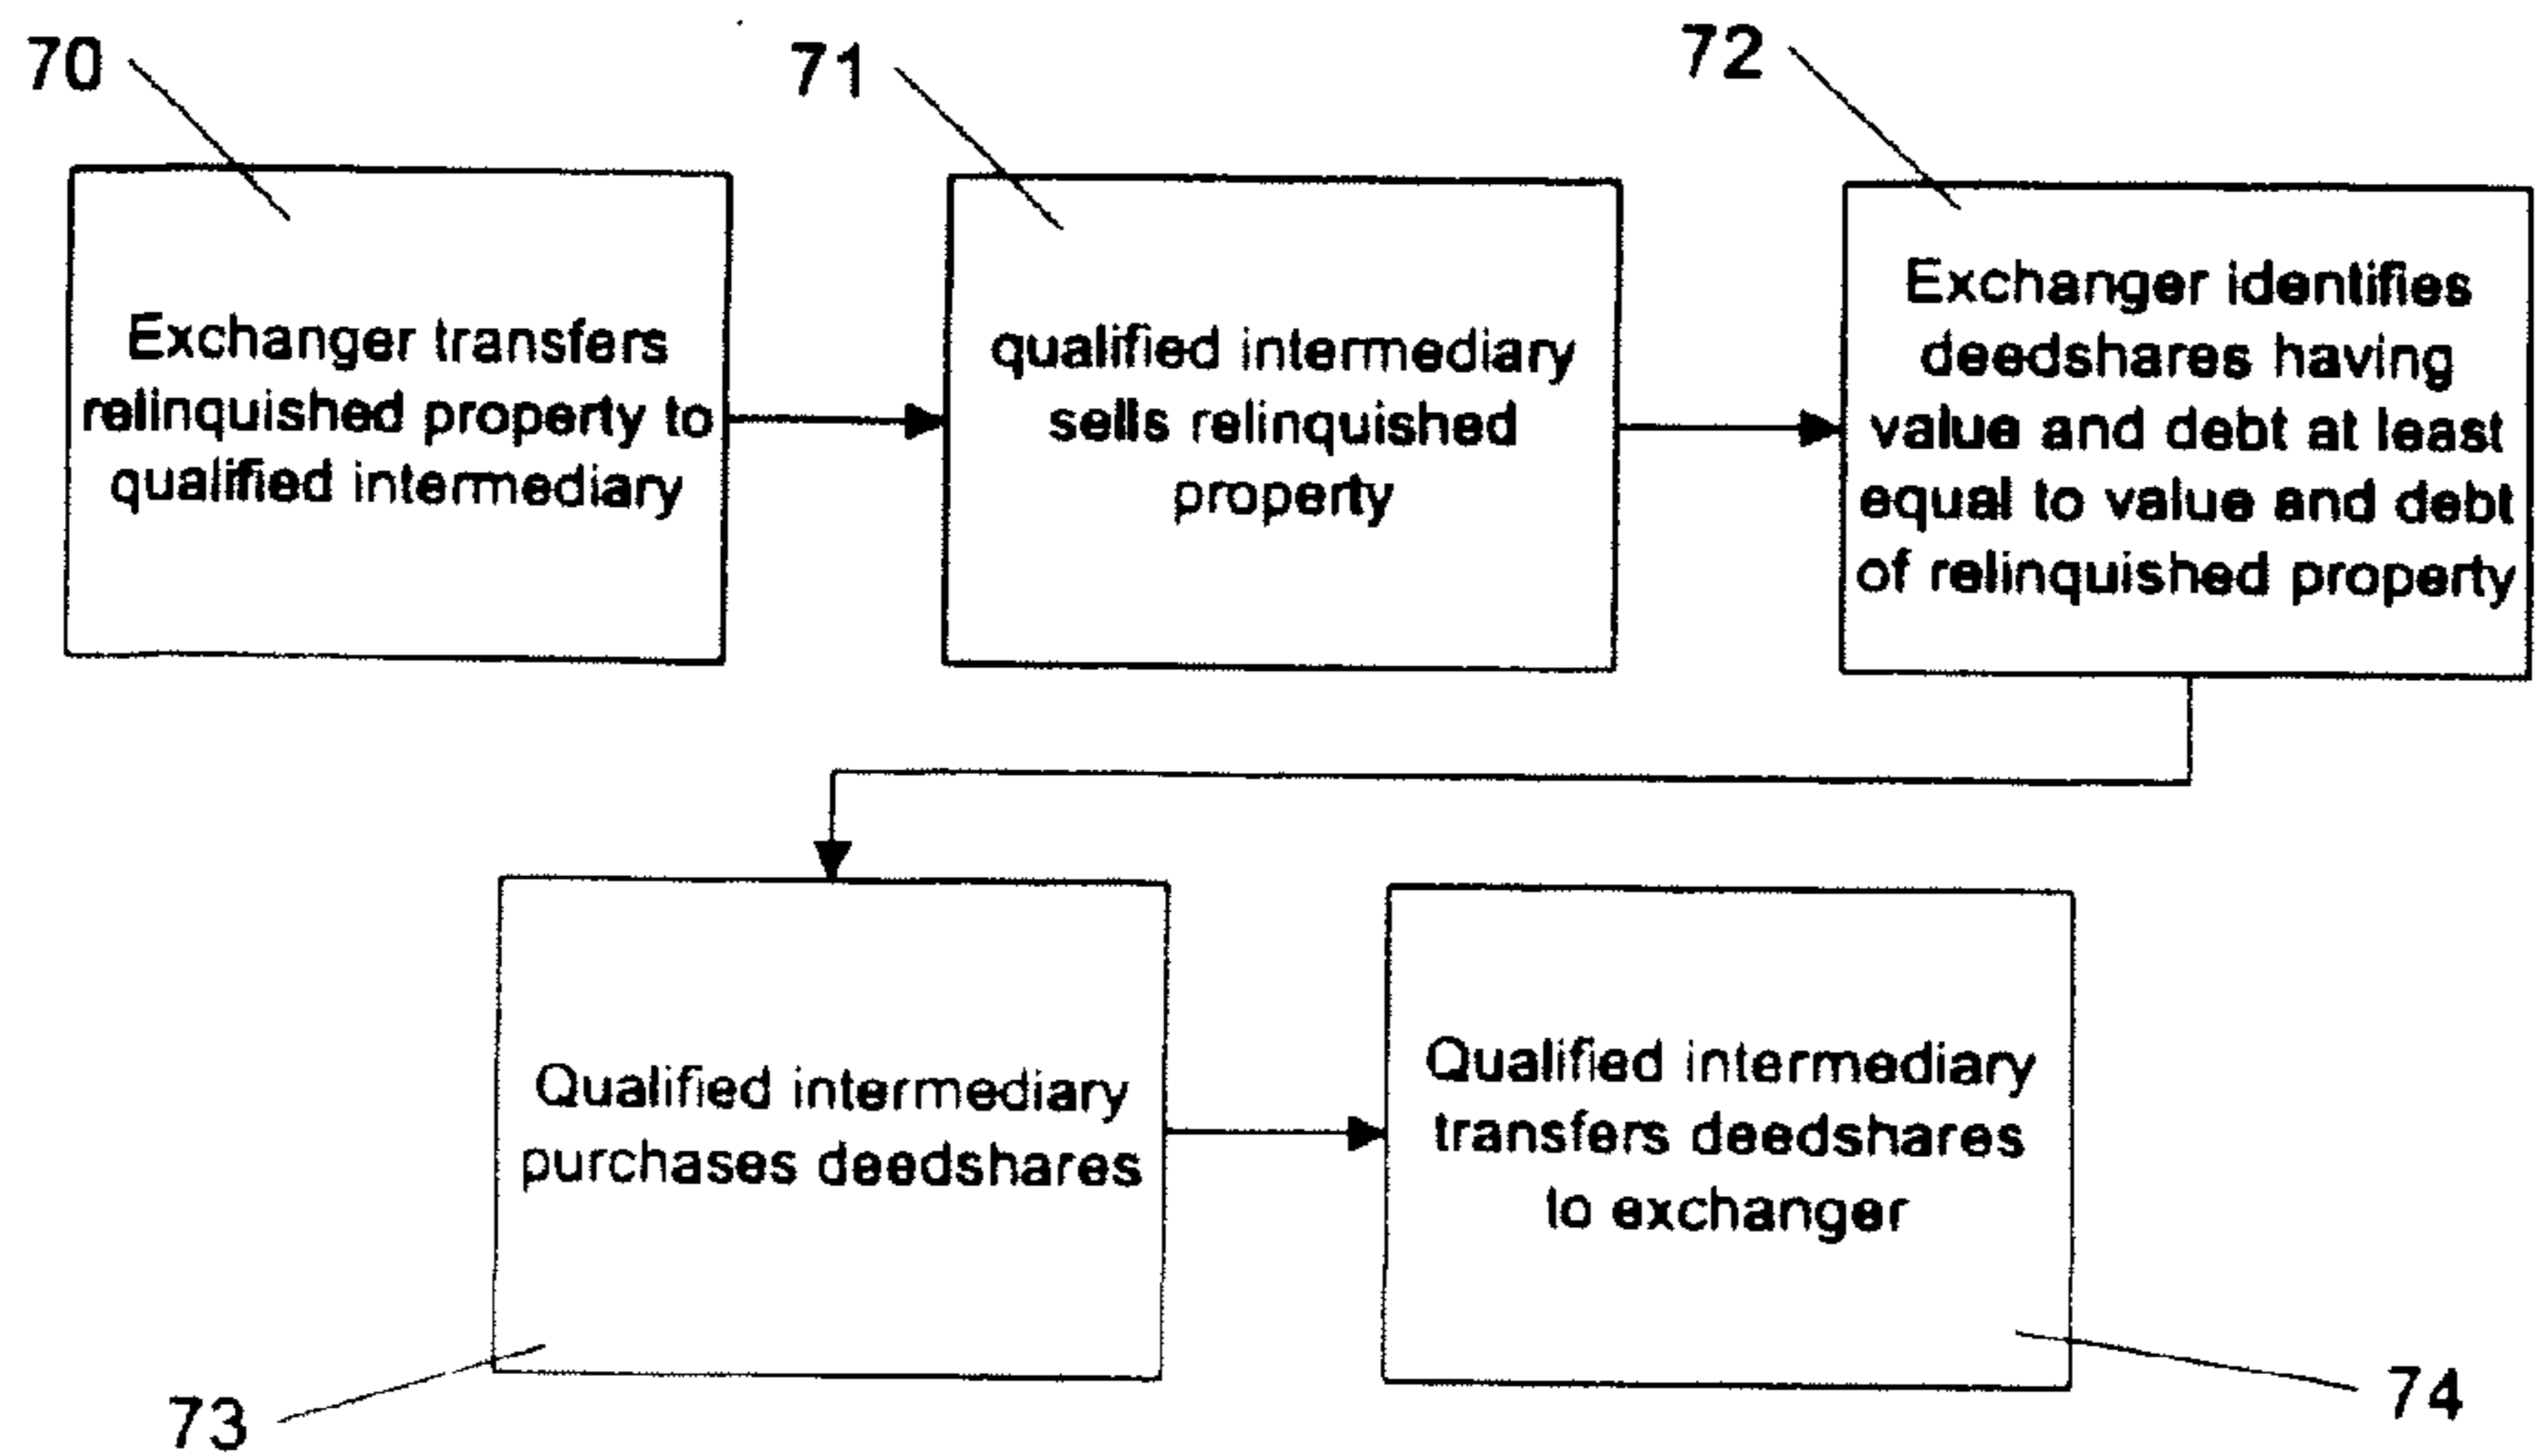 70
71
72
Exchanger transfers
relinquished property to
qualified intermediary
qualified intermediary
sells relinquished
property
Exchanger identifies
deedshares having
value and debt at least
equal to value and debt
of relinquished property
Qualified intermediary
purchases deedshares
Qualified intermediary
transfers deedshares
to exchanger
73
74